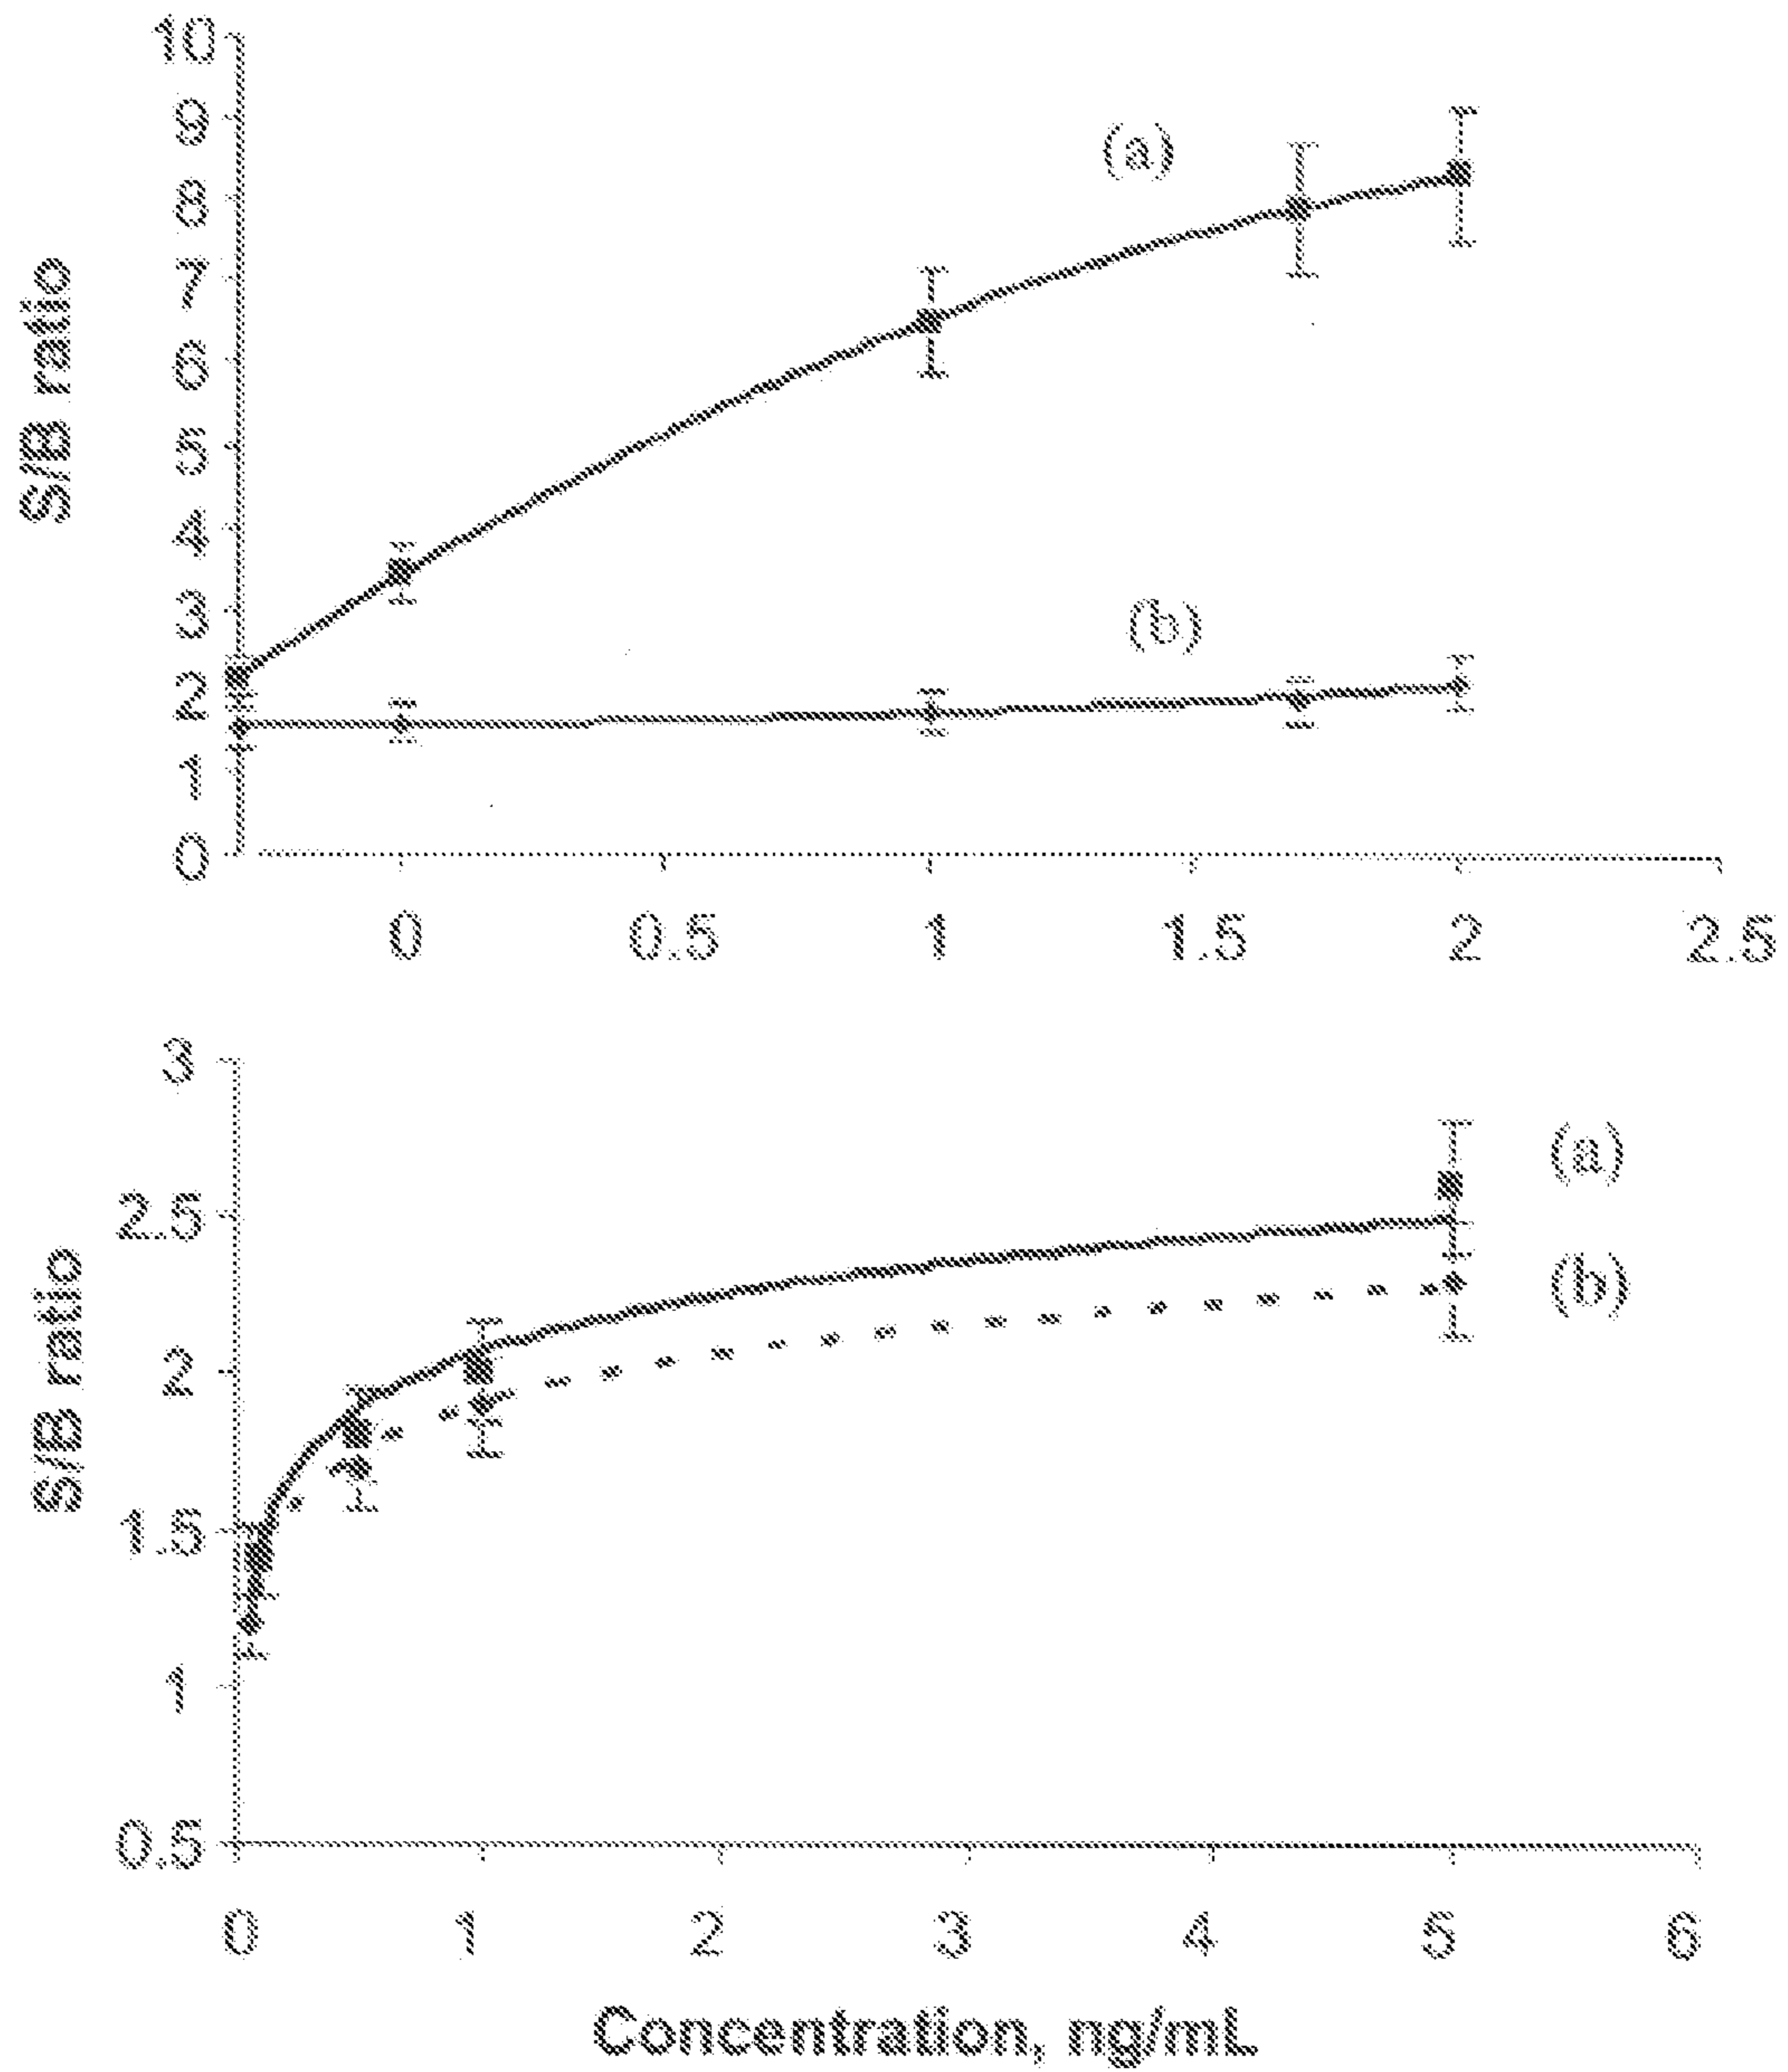 10
9
(a)
8
7
6
S/B ratio
5
4
(b)
3
2
1
0
0 0.5 1 1.5 2 2.5
3
(a)
2.5
(b)
S/B ratio
2
1.5
1
0.5
0 1 2 3 4 5 6
Concentration, ng/mL